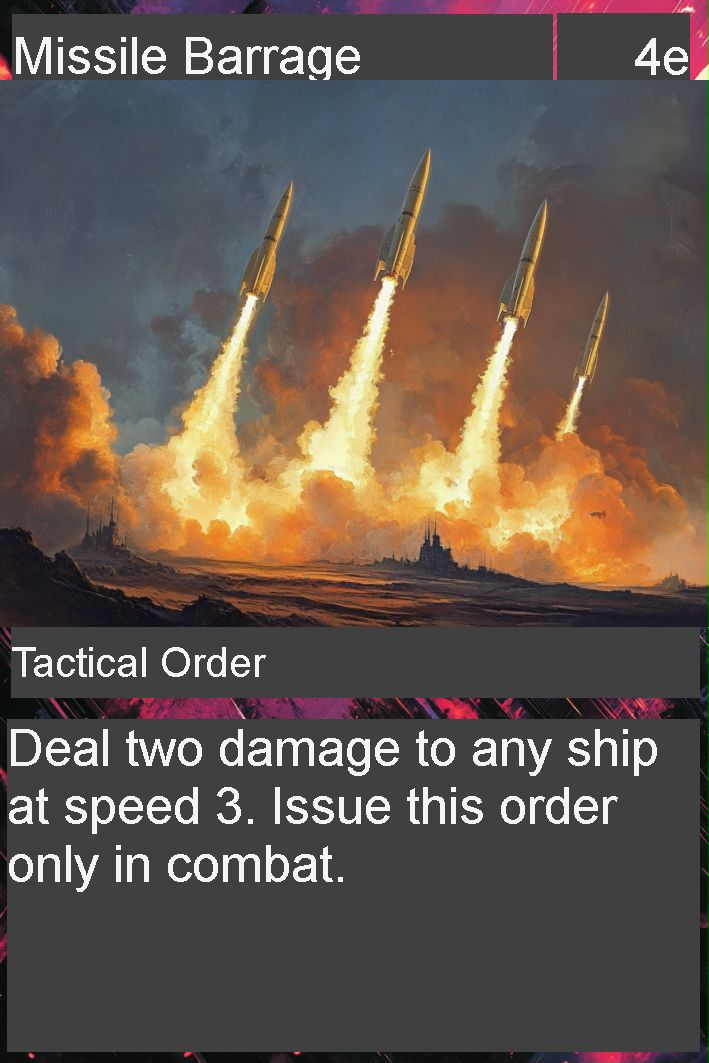 Missile Barrage 4e
Tactical Order
Deal two damage to any ship
at speed 3. Issue this order
only in combat.